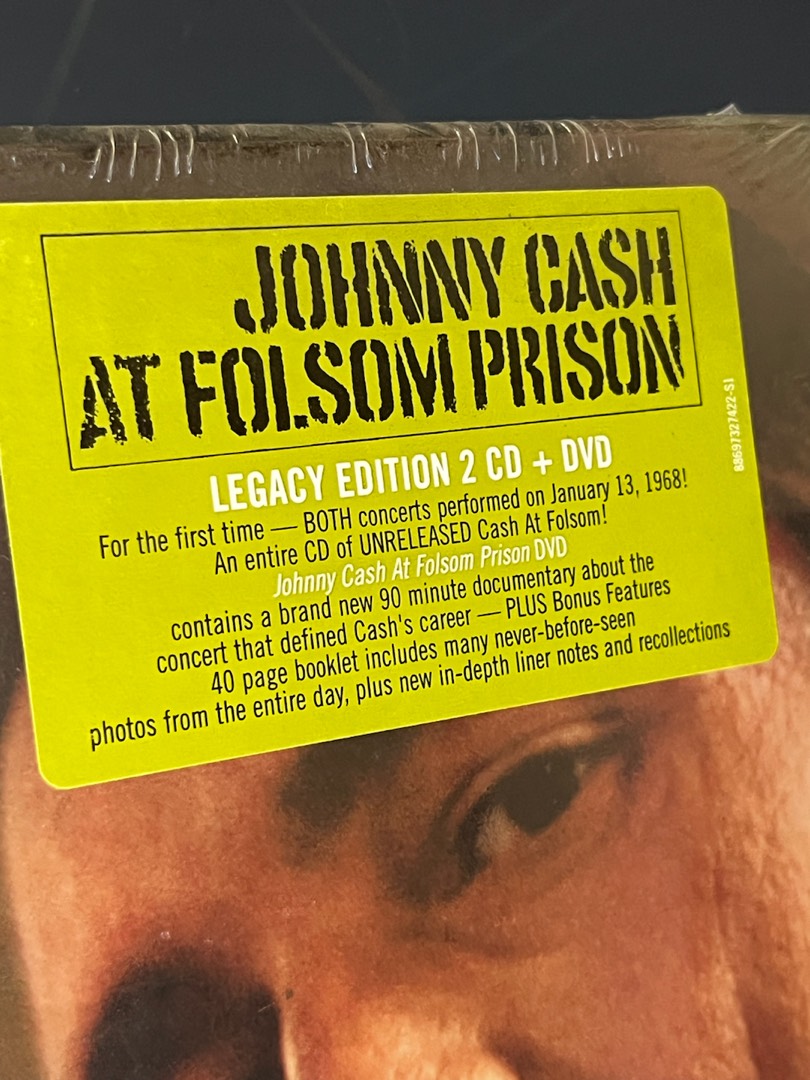 JOHNNY CASH
AT FOLSOM PRISON
LEGACY EDITION 2 CD + DVD
For the first time — BOTH concerts performed on January 13, 1968!
An entire CD of UNRELEASED Cash At Folsom!
Johnny Cash At Folsom Prison DVD
contains a brand new 90 minute documentary about the
concert that defined Cash's career — PLUS Bonus Features
40 page booklet includes many never-before-seen
photos from the entire day, plus new in-depth liner notes and recollections
88697327422-S1